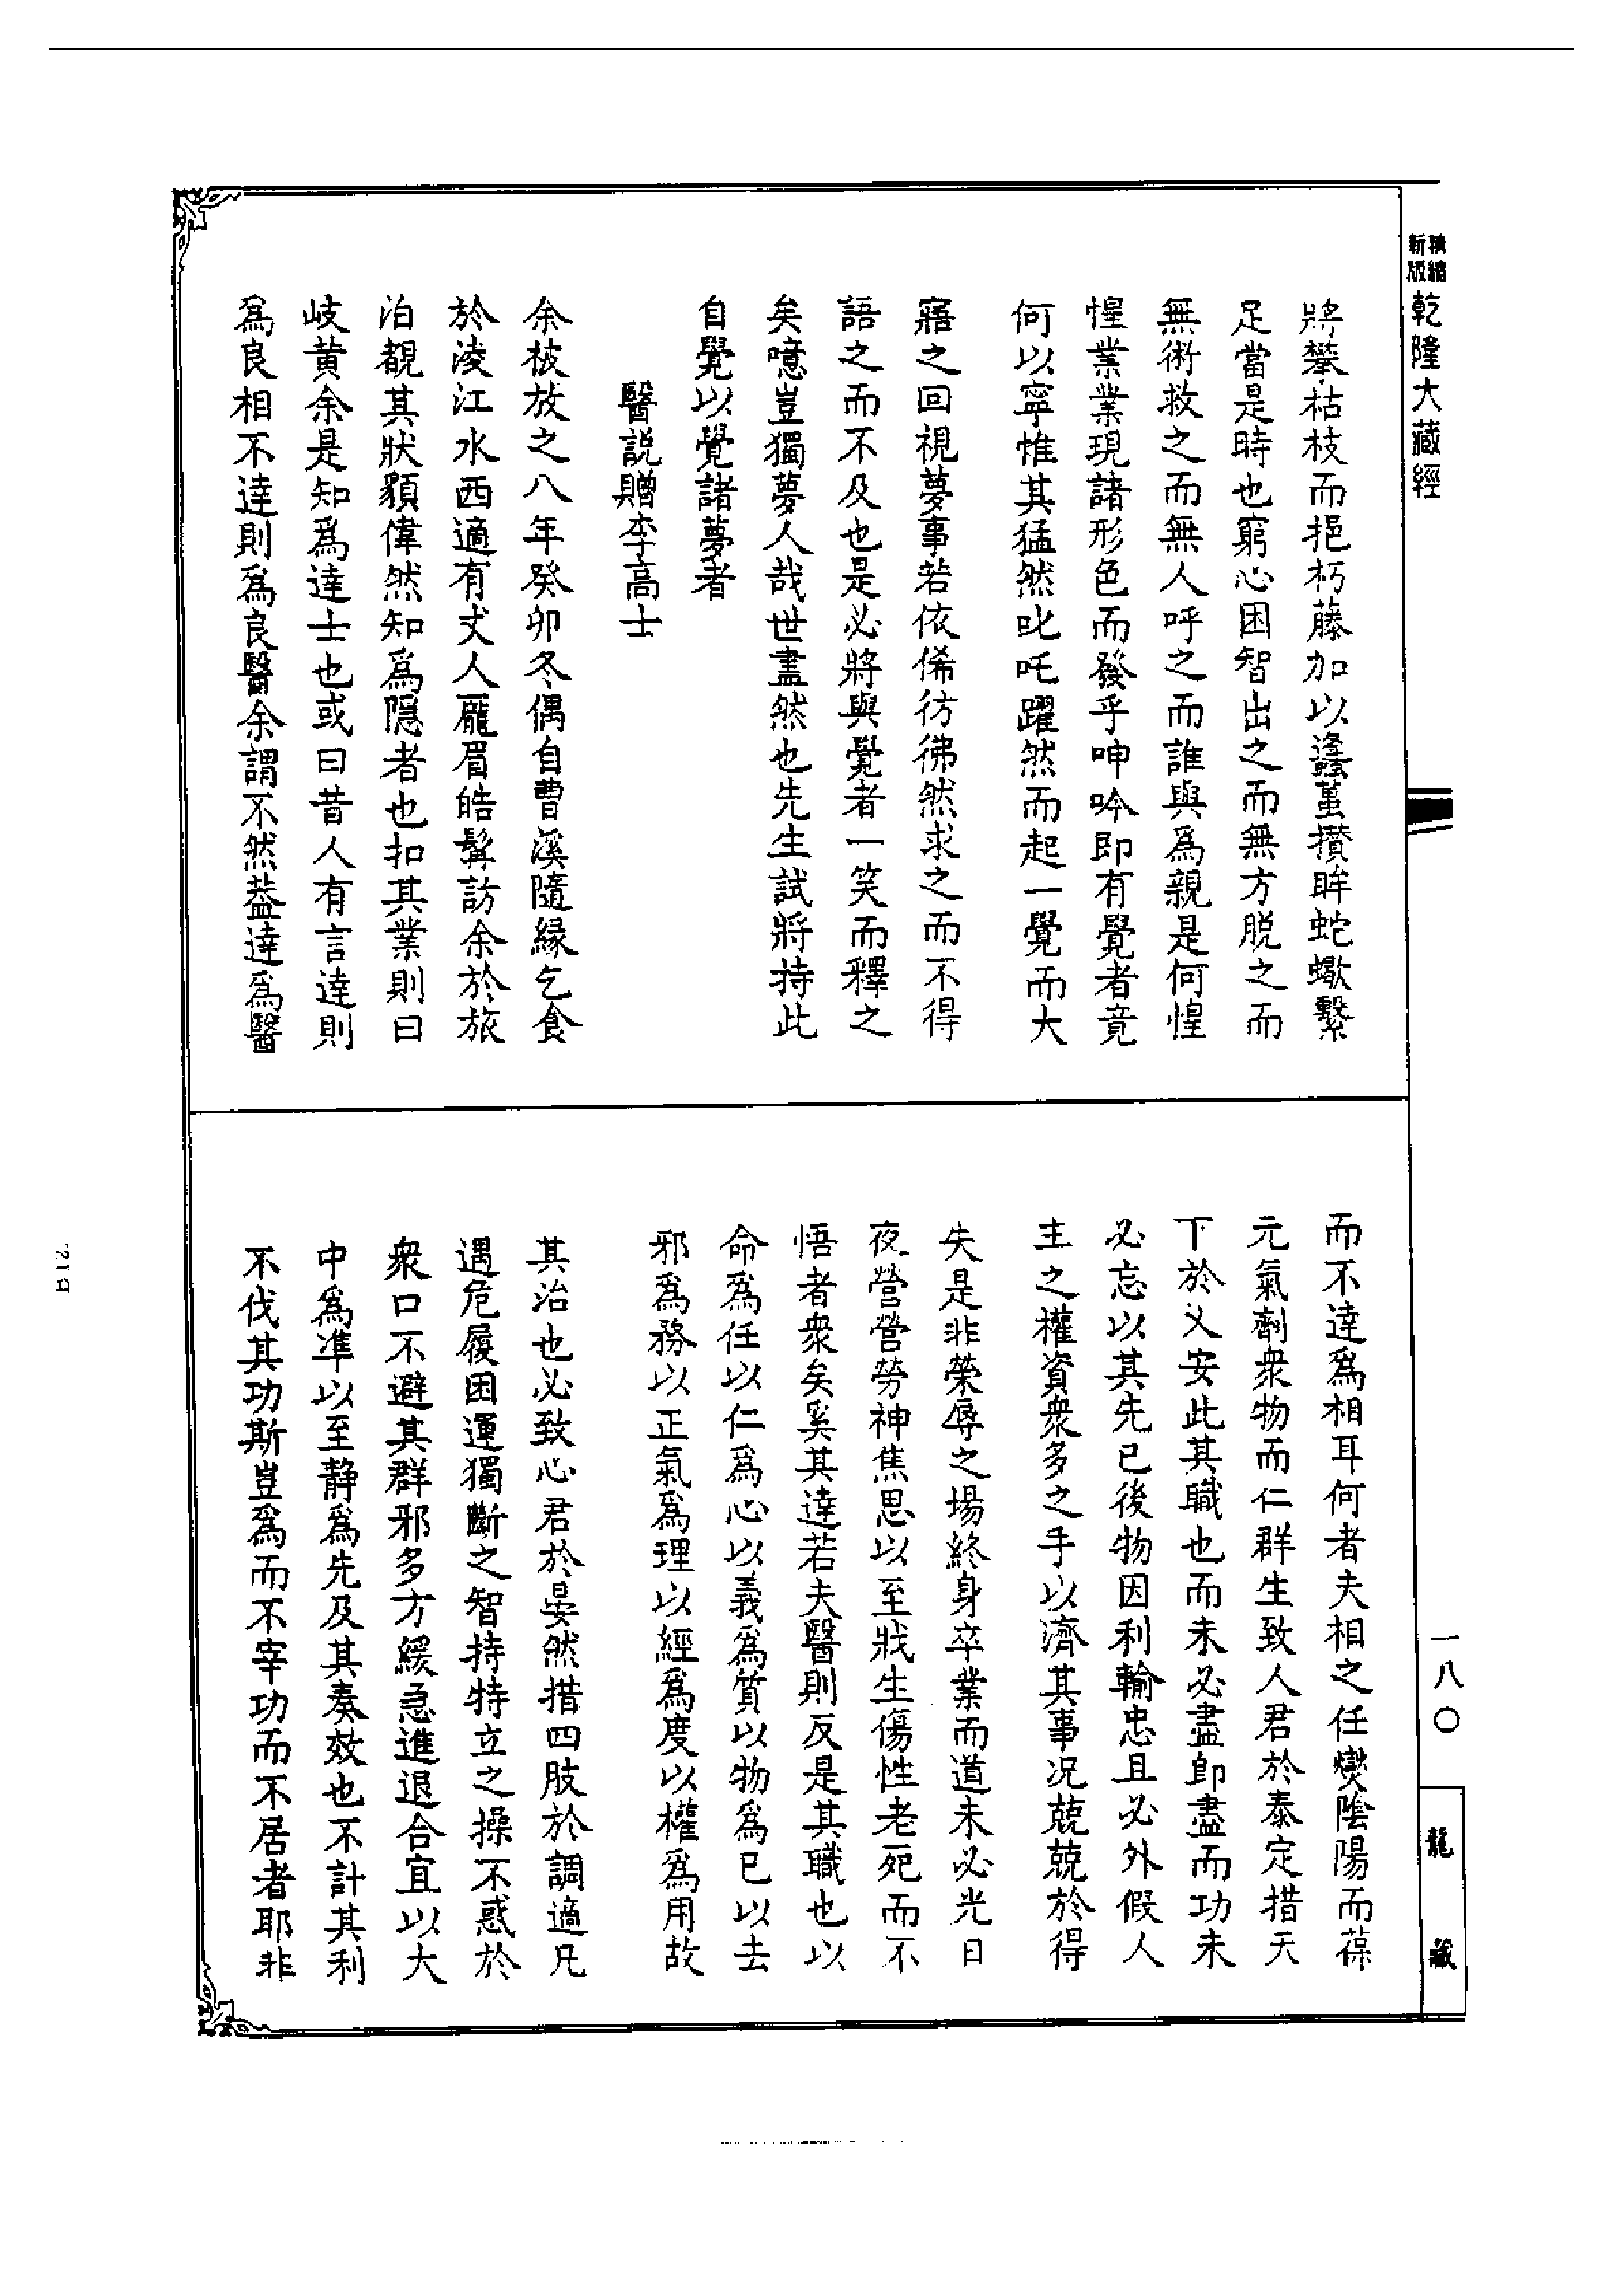 精縮新版乾隆大藏經
將攀枯枝而挹朽藤加以蠭蠆攅眸蛇蠍繫
足當是時也窮心困智出之而無方脫之而
無術救之而無人呼之而誰與爲親是何惶
惶業業現諸形色而發乎呻吟即有覺者竟
何以寧惟其猛然叱吒躍然而起一覺而大
寤之回視夢事若依俙彷彿然求之而不得
語之而不及也是必將與覺者一笑而釋之
矣噫豈獨夢人哉世盡然也先生試將持此
自覺以覺諸夢者
醫説贈李高士
余被放之八年癸卯冬偶自曹溪隨緣乞食
於淩江水西適有丈人龐眉皓髯訪余於旅
泊覩其狀貌偉然知爲隱者也扣其業則曰
岐黄余是知爲達士也或曰昔人有言達則
爲良相不達則爲良醫余謂不然葢達爲醫
而不達爲相耳何者夫相之任燮陰陽而葆
元氣劑衆物而仁群生致人君於泰定措天
下於乂安此其職也而未必盡即盡而功未
必忘以其先已後物因利輸忠且必外假人
主之權資衆多之手以濟其事况兢兢於得
失是非榮辱之場終身卒業而道未必光日
夜營營勞神焦思以至戕生傷性老死而不
悟者衆矣奚其達若夫醫則反是其職也以
命爲任以仁爲心以義爲質以物爲已以去
邪爲務以正氣爲理以經爲度以權爲用故
其治也必致心君於晏然措四肢於調適凡
遇危履困運獨斷之智持特立之操不惑於
衆口不避其群邪多方緩急進退合宜以大
中爲凖以至静爲先及其奏效也不計其利
不伐其功斯豈爲而不宰功而不居者耶非
一八〇
龍藏